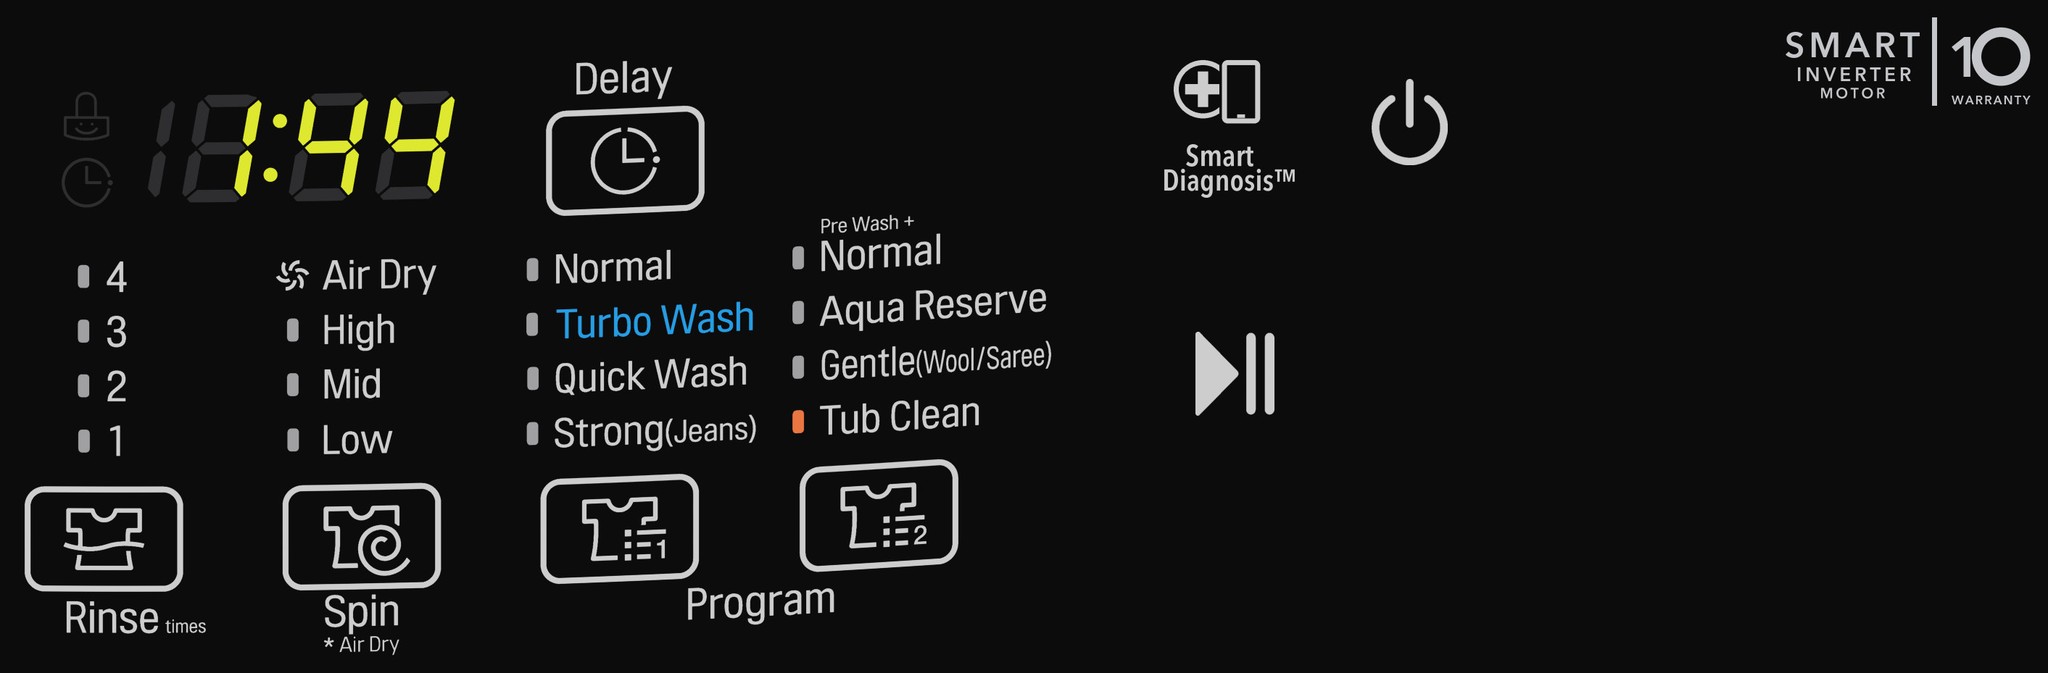 SMART
INVERTER
MOTOR
10
WARRANTY
1:44
Delay
Smart
Diagnosis™
4
3
2
1
Rinse times
Air Dry
High
Mid
Low
Spin
* Air Dry
Normal
Turbo Wash
Quick Wash
Strong(Jeans)
1
Pre Wash +
Normal
Aqua Reserve
Gentle(Wool/Saree)
Tub Clean
2
Program